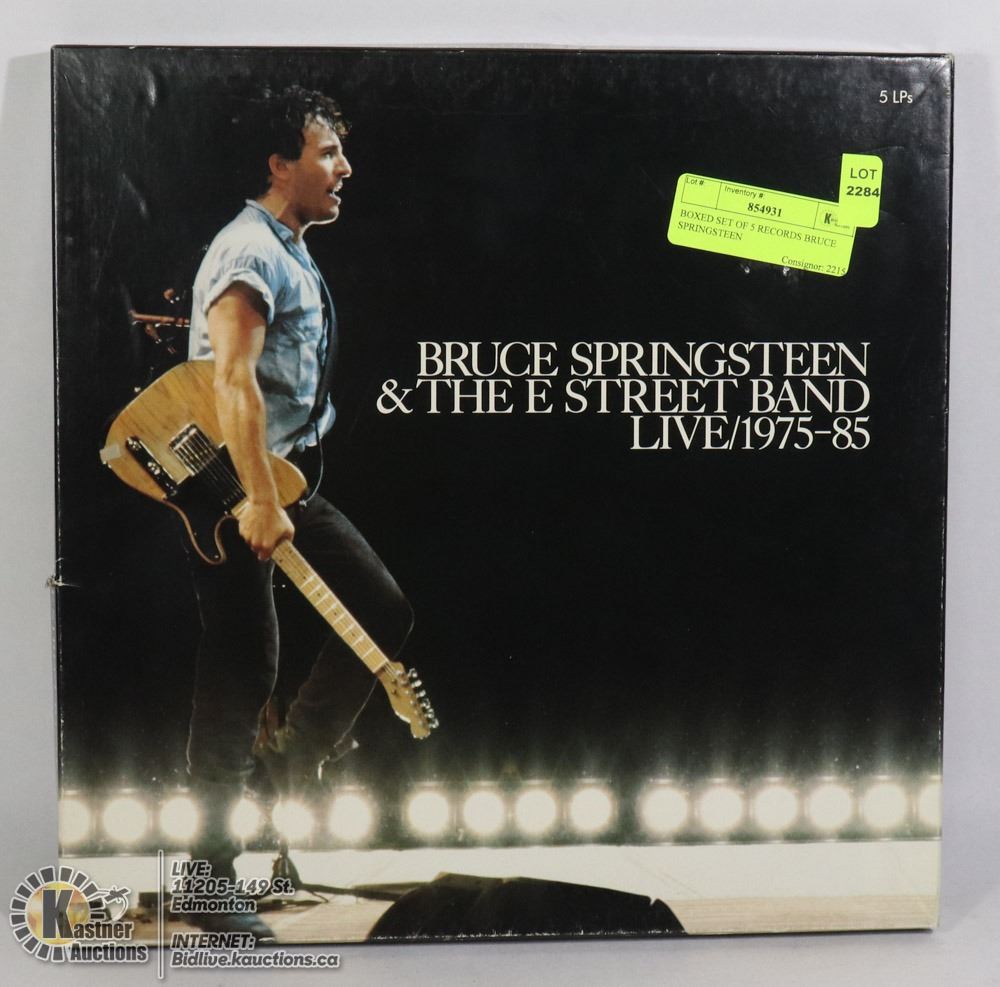 5 LPs
LOT
2284
Lot #:
Inventory #:
854931
BOXED SET OF 5 RECORDS BRUCE
SPRINGSTEEN
Consignor: 2215
BRUCE SPRINGSTEEN
& THE E STREET BAND
LIVE/1975-85
Kastner
Auctions
LIVE:
11205-149 St.
Edmonton
INTERNET:
Bidlive.kauctions.ca